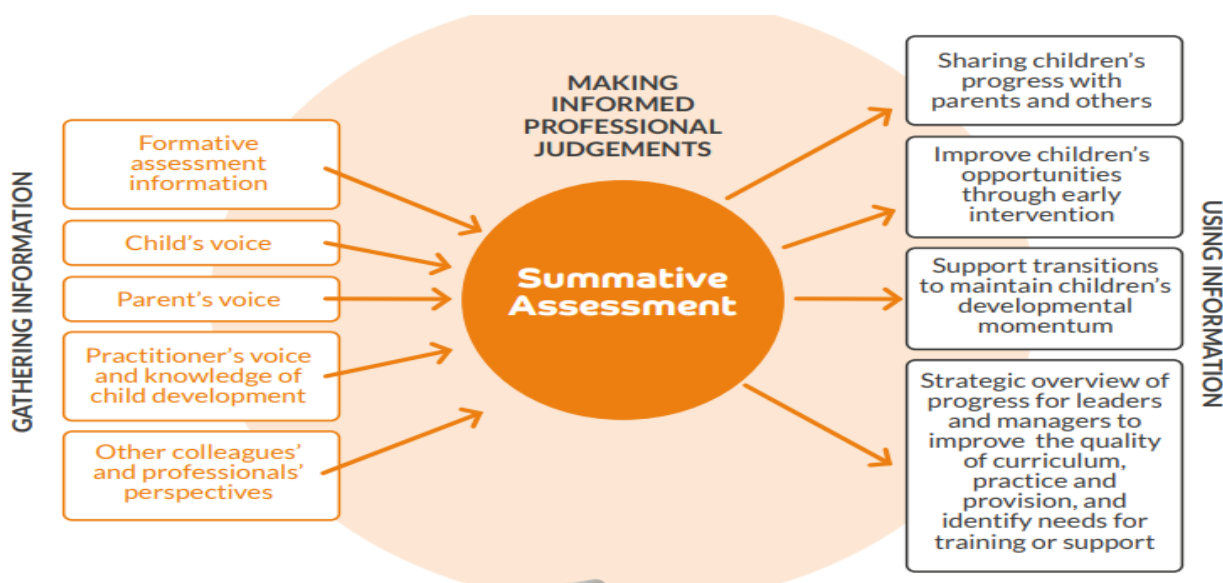 GATHERING INFORMATION
Formative
assessment
information
Child's voice
Parent's voice
Practitioner's voice
and knowledge of
child development
Other colleagues'
and professionals'
perspectives
MAKING
INFORMED
PROFESSIONAL
JUDGEMENTS
Summative
Assessment
Sharing children's
progress with
parents and others
Improve children's
opportunities
through early
intervention
Support transitions
to maintain children's
developmental
momentum
Strategic overview of
progress for leaders
and managers to
improve the quality
of curriculum,
practice and
provision, and
identify needs for
training or support
USING INFORMATION